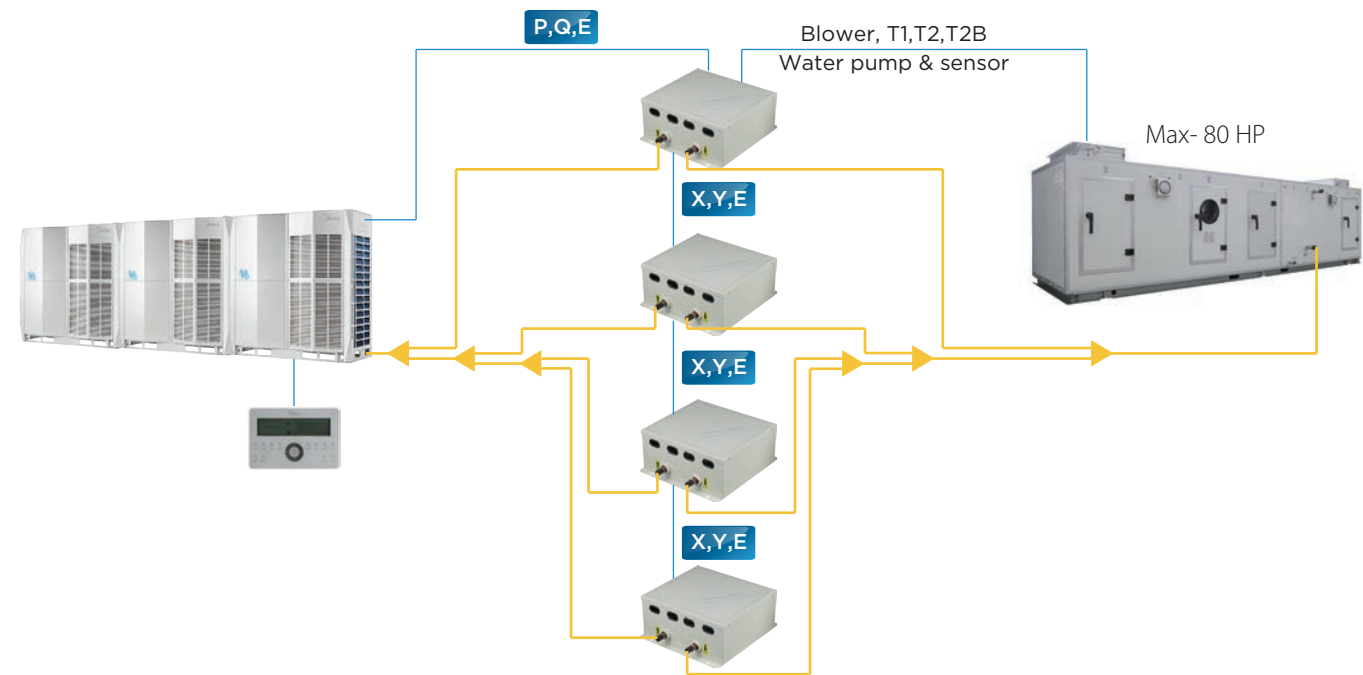 P,Q,E
Blower, T1,T2,T2B
Water pump & sensor
Max- 80 HP
X,Y,E
X,Y,E
X,Y,E